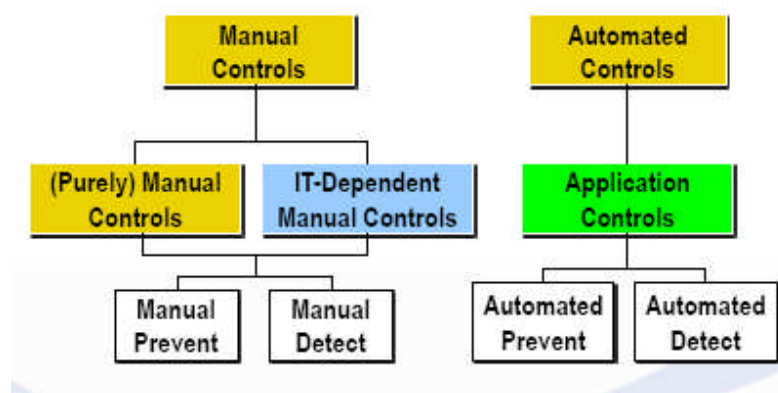 Manual
Controls
Automated
Controls
(Purely) Manual
Controls
IT-Dependent
Manual Controls
Application
Controls
Manual
Prevent
Manual
Detect
Automated
Prevent
Automated
Detect